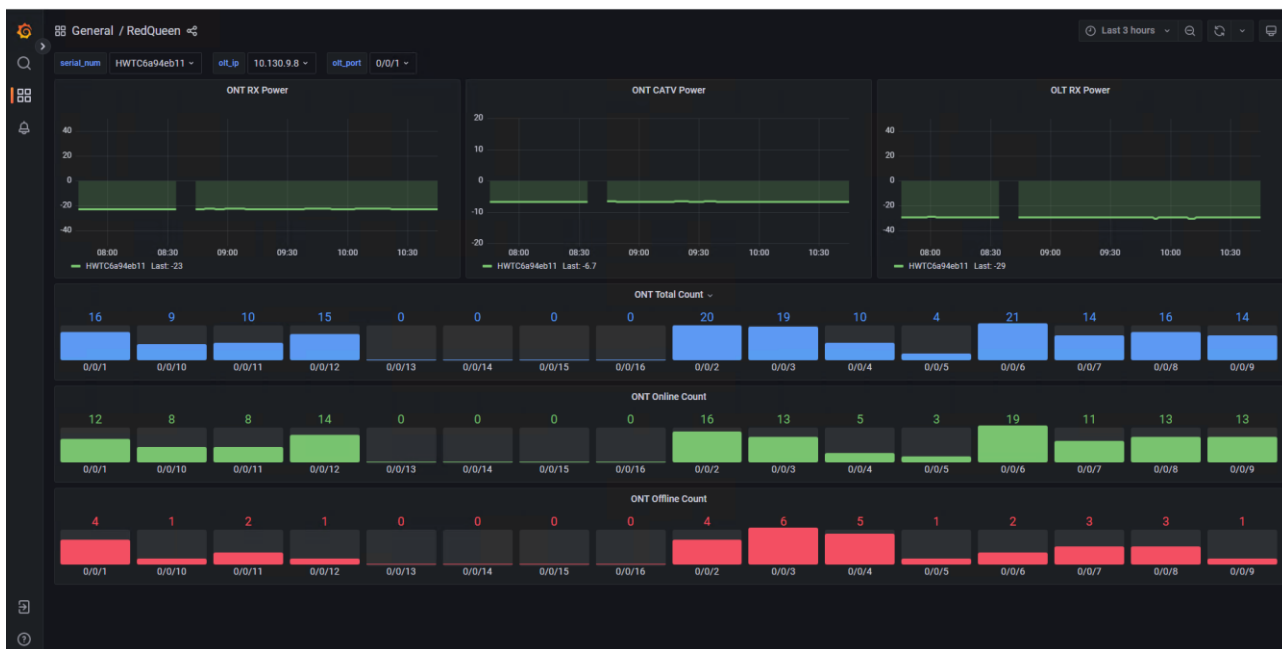 General / RedQueen
Last 3 hours
serial_num HWTC6a94eb11 olt_ip 10.130.9.8 olt_port 0/0/1
ONT RX Power
40
20
0
-20
-40
08:00 08:30 09:00 09:30 10:00 10:30
HWTC6a94eb11 Last: -23
ONT CATV Power
20
10
0
-10
-20
08:00 08:30 09:00 09:30 10:00 10:30
HWTC6a94eb11 Last: -6.7
OLT RX Power
40
20
0
-20
-40
08:00 08:30 09:00 09:30 10:00 10:30
HWTC6a94eb11 Last: -29
ONT Total Count
16 9 10 15 0 0 0 0 20 19 10 4 21 14 16 14
0/0/1 0/0/10 0/0/11 0/0/12 0/0/13 0/0/14 0/0/15 0/0/16 0/0/2 0/0/3 0/0/4 0/0/5 0/0/6 0/0/7 0/0/8 0/0/9
ONT Online Count
12 8 8 14 0 0 0 0 16 13 5 3 19 11 13 13
0/0/1 0/0/10 0/0/11 0/0/12 0/0/13 0/0/14 0/0/15 0/0/16 0/0/2 0/0/3 0/0/4 0/0/5 0/0/6 0/0/7 0/0/8 0/0/9
ONT Offline Count
4 1 2 1 0 0 0 0 4 6 5 1 2 3 3 1
0/0/1 0/0/10 0/0/11 0/0/12 0/0/13 0/0/14 0/0/15 0/0/16 0/0/2 0/0/3 0/0/4 0/0/5 0/0/6 0/0/7 0/0/8 0/0/9